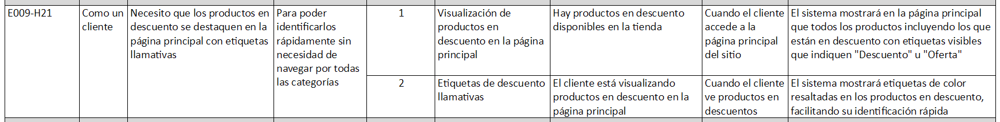 E009-H21
Como un
cliente
Necesito que los productos en
descuento se destaquen en la
página principal con etiquetas
llamativas
Para poder
identificarlos
rápidamente sin
necesidad de
navegar por todas
las categorías
1
Visualización de
productos en
descuento en la página
principal
Hay productos en descuento
disponibles en la tienda
Cuando el cliente
accede a la
página principal
del sitio
El sistema mostrará en la página principal
que todos los productos incluyendo los que
están en descuento con etiquetas visibles
que indiquen "Descuento" u "Oferta"
2
Etiquetas de descuento
llamativas
El cliente está visualizando
productos en descuento en la
página principal
Cuando el cliente
ve productos en
descuentos
El sistema mostrará etiquetas de color
resaltadas en los productos en descuento,
facilitando su identificación rápida